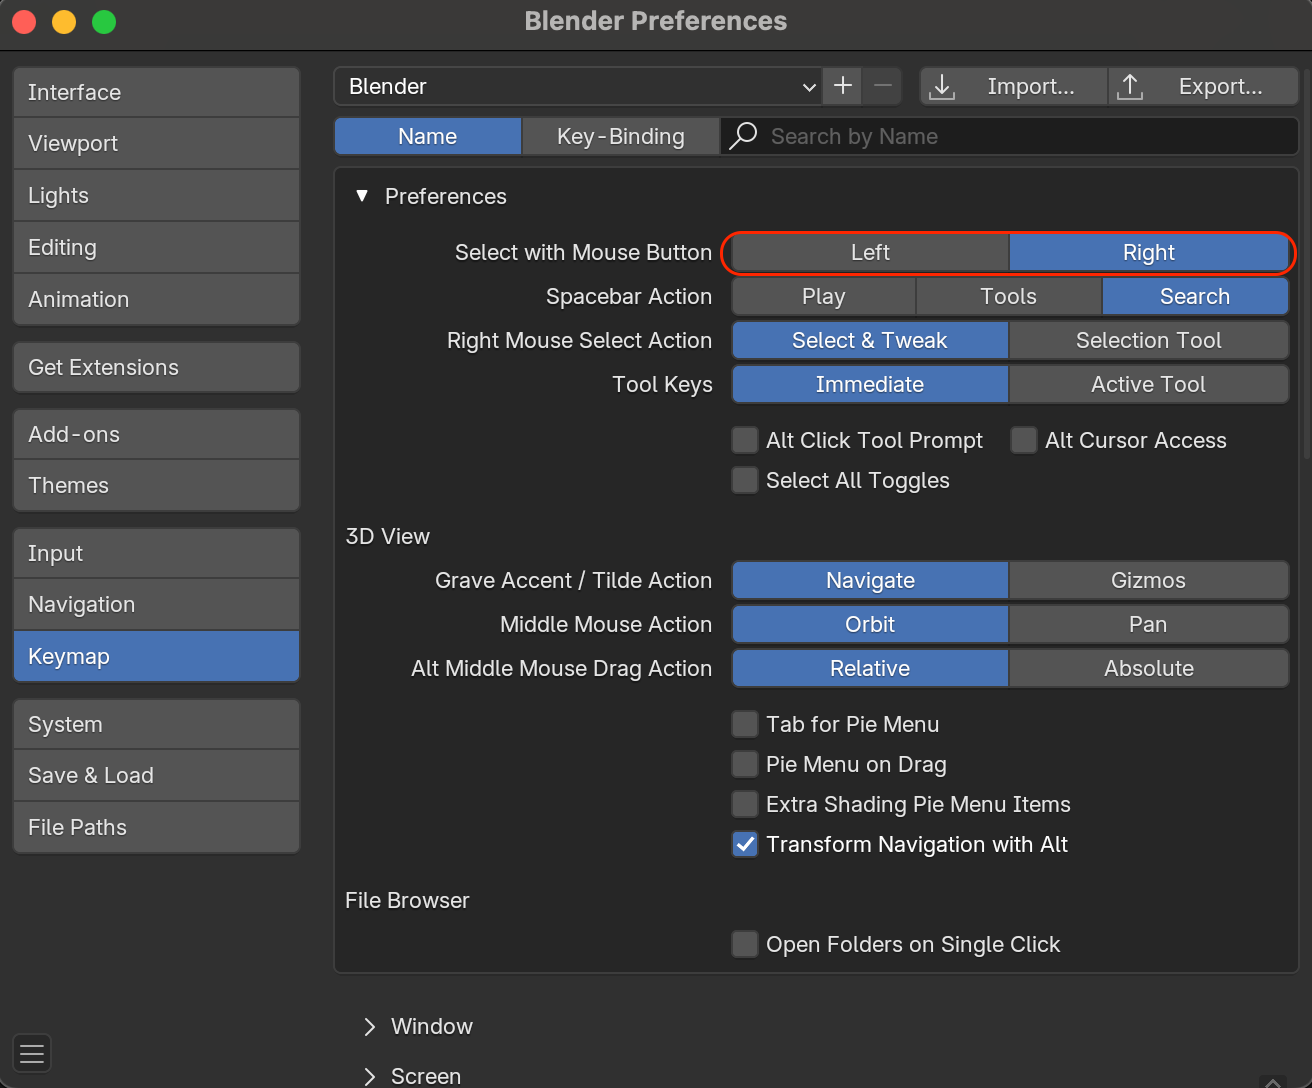 Blender Preferences
Interface
Viewport
Lights
Editing
Animation
Get Extensions
Add-ons
Themes
Input
Navigation
Keymap
System
Save & Load
File Paths
Blender Import... Export...
Name Key-Binding Search by Name
Preferences
Select with Mouse Button Left Right
Spacebar Action Play Tools Search
Right Mouse Select Action Select & Tweak Selection Tool
Tool Keys Immediate Active Tool
Alt Click Tool Prompt Alt Cursor Access
Select All Toggles
3D View
Grave Accent / Tilde Action Navigate Gizmos
Middle Mouse Action Orbit Pan
Alt Middle Mouse Drag Action Relative Absolute
Tab for Pie Menu
Pie Menu on Drag
Extra Shading Pie Menu Items
Transform Navigation with Alt
File Browser
Open Folders on Single Click
Window
Screen